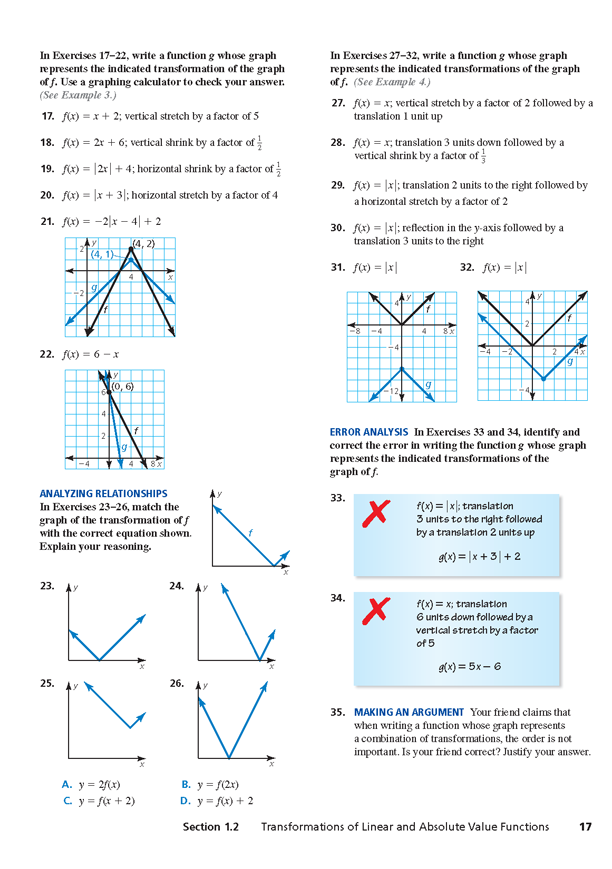 In Exercises 17–22, write a function g whose graph
represents the indicated transformation of the graph
of f. Use a graphing calculator to check your answer.
(See Example 3.)
17. f(x) = x + 2; vertical stretch by a factor of 5
18. f(x) = 2x + 6; vertical shrink by a factor of 1/2
19. f(x) = |2x| + 4; horizontal shrink by a factor of 1/2
20. f(x) = |x + 3|; horizontal stretch by a factor of 4
21. f(x) = −2|x − 4| + 2
2 y (4, 2)
(4, 1)
4 x
−2 g
f
22. f(x) = 6 − x
y
6 (0, 6)
4
2 f
g
−4 4 8 x
ANALYZING RELATIONSHIPS
In Exercises 23–26, match the
graph of the transformation of f
with the correct equation shown.
Explain your reasoning.
y
f
x
23. y x
24. y x
25. y x
26. y x
A. y = 2f(x) B. y = f(2x)
C. y = f(x + 2) D. y = f(x) + 2
In Exercises 27–32, write a function g whose graph
represents the indicated transformations of the graph
of f. (See Example 4.)
27. f(x) = x; vertical stretch by a factor of 2 followed by a
translation 1 unit up
28. f(x) = x; translation 3 units down followed by a
vertical shrink by a factor of 1/3
29. f(x) = |x|; translation 2 units to the right followed by
a horizontal stretch by a factor of 2
30. f(x) = |x|; reflection in the y-axis followed by a
translation 3 units to the right
31. f(x) = |x| 32. f(x) = |x|
4 y
f
−8 −4 4 8 x
−4
g
−12
4 y
2 f
−4 −2 2 4 x
g
−4
ERROR ANALYSIS In Exercises 33 and 34, identify and
correct the error in writing the function g whose graph
represents the indicated transformations of the
graph of f.
33.
f(x) = |x|; translation
3 units to the right followed
by a translation 2 units up
g(x) = |x + 3| + 2
34.
f(x) = x; translation
6 units down followed by a
vertical stretch by a factor
of 5
g(x) = 5x − 6
35. MAKING AN ARGUMENT Your friend claims that
when writing a function whose graph represents
a combination of transformations, the order is not
important. Is your friend correct? Justify your answer.
Section 1.2 Transformations of Linear and Absolute Value Functions 17